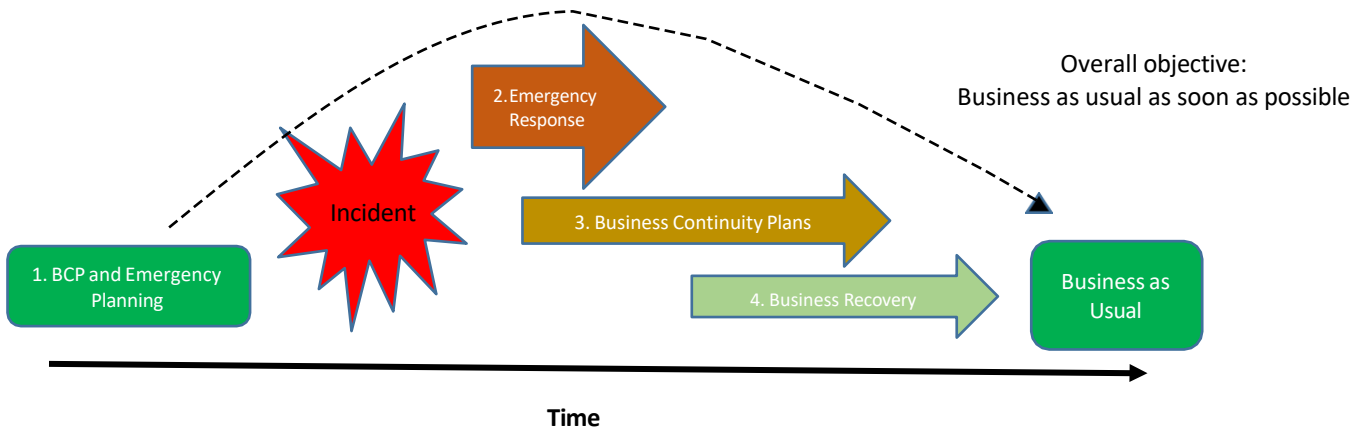 Overall objective:
Business as usual as soon as possible
2. Emergency
Response
Incident
3. Business Continuity Plans
1. BCP and Emergency
Planning
4. Business Recovery
Business as
Usual
Time